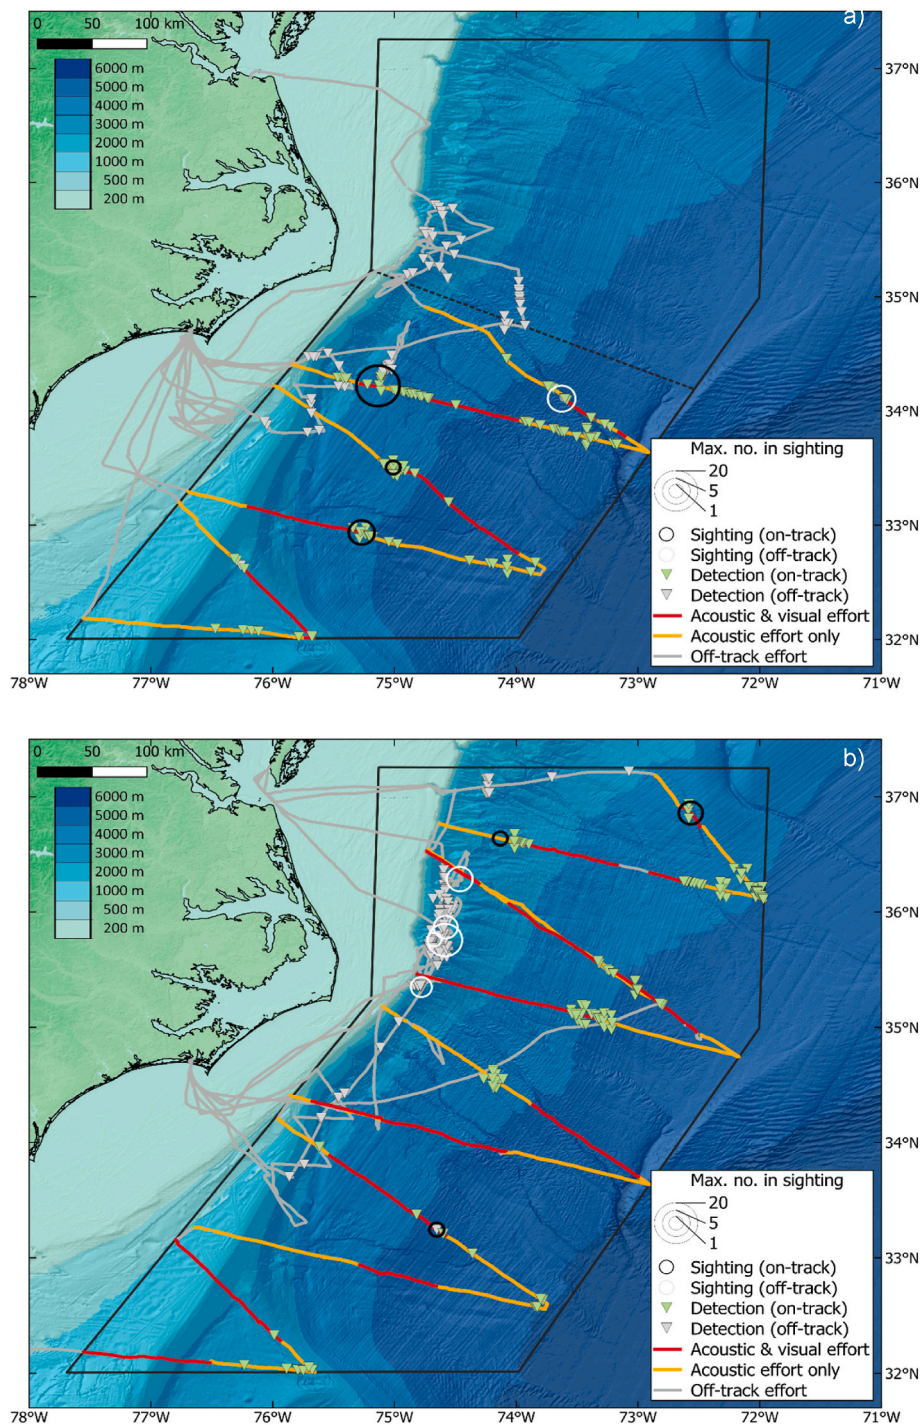 a)
0 50 100 km
6000 m
5000 m
4000 m
3000 m
2000 m
1000 m
500 m
200 m
37°N
36°N
35°N
34°N
33°N
32°N
Max. no. in sighting
20
5
1
Sighting (on-track)
Sighting (off-track)
Detection (on-track)
Detection (off-track)
Acoustic & visual effort
Acoustic effort only
Off-track effort
78°W 77°W 76°W 75°W 74°W 73°W 72°W 71°W
b)
0 50 100 km
6000 m
5000 m
4000 m
3000 m
2000 m
1000 m
500 m
200 m
37°N
36°N
35°N
34°N
33°N
32°N
Max. no. in sighting
20
5
1
Sighting (on-track)
Sighting (off-track)
Detection (on-track)
Detection (off-track)
Acoustic & visual effort
Acoustic effort only
Off-track effort
78°W 77°W 76°W 75°W 74°W 73°W 72°W 71°W